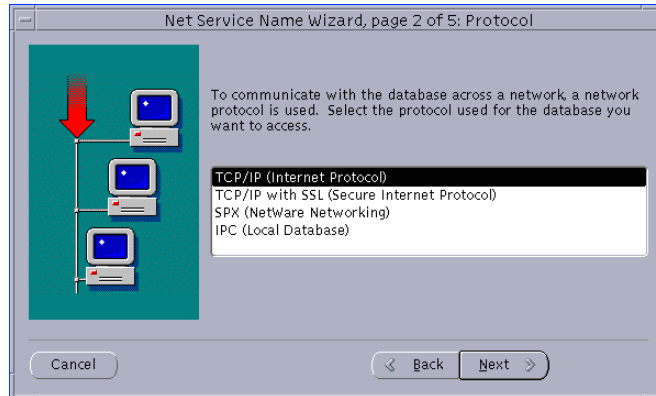 Net Service Name Wizard, page 2 of 5: Protocol
To communicate with the database across a network, a network
protocol is used. Select the protocol used for the database you
want to access.
TCP/IP (Internet Protocol)
TCP/IP with SSL (Secure Internet Protocol)
SPX (NetWare Networking)
IPC (Local Database)
Cancel
Back
Next